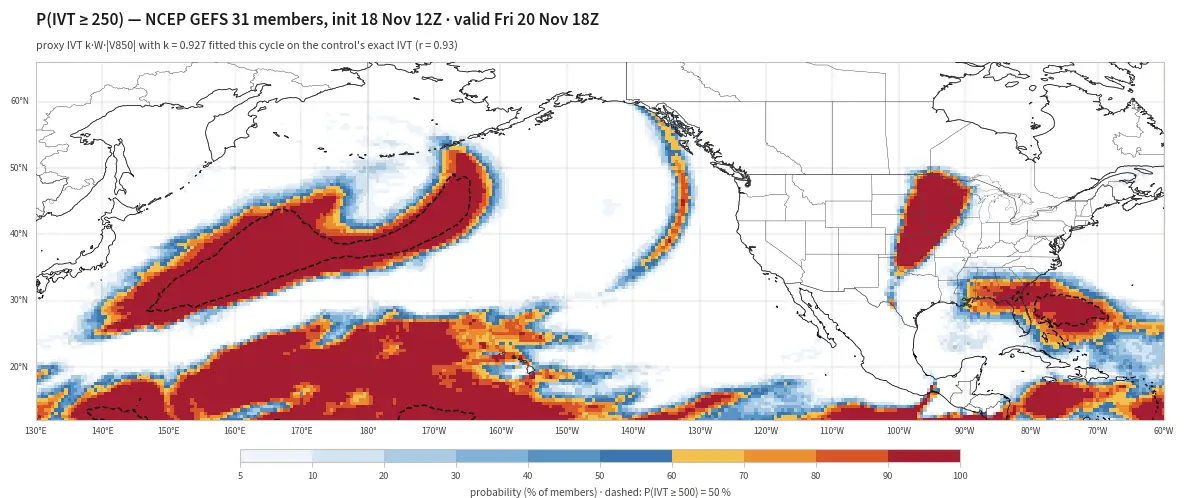 P(IVT ≥ 250) — NCEP GEFS 31 members, init 18 Nov 12Z · valid Fri 20 Nov 18Z
proxy IVT k·W·|V850| with k = 0.927 fitted this cycle on the control's exact IVT (r = 0.93)
60°N
50°N
40°N
30°N
20°N
130°E 140°E 150°E 160°E 170°E 180° 170°W 160°W 150°W 140°W 130°W 120°W 110°W 100°W 90°W 80°W 70°W 60°W
5 10 20 30 40 50 60 70 80 90 100
probability (% of members) · dashed: P(IVT ≥ 500) = 50 %